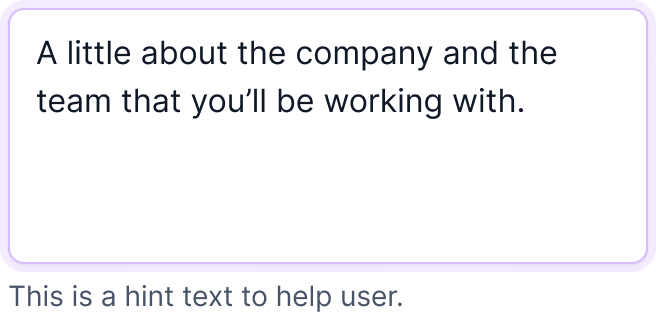 A little about the company and the
team that you’ll be working with.
This is a hint text to help user.